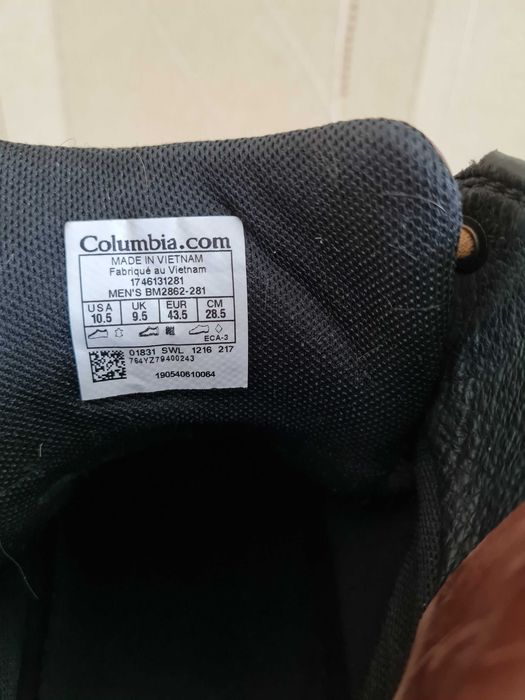 Columbia.com
MADE IN VIETNAM
Fabriqué au Vietnam
1746131281
MEN'S BM2862-281
USA UK EUR CM
10.5 9.5 43.5 28.5
ECA-3
01831 SWL 1216 217
764YZ79400243
190540610064